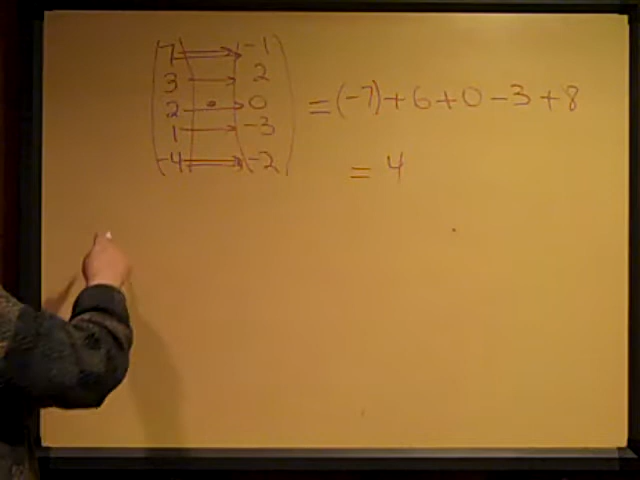 7 → -1
3 → 2
2 · → 0 = (-7) + 6 + 0 - 3 + 8
1 → -3
-4 → -2 = 4